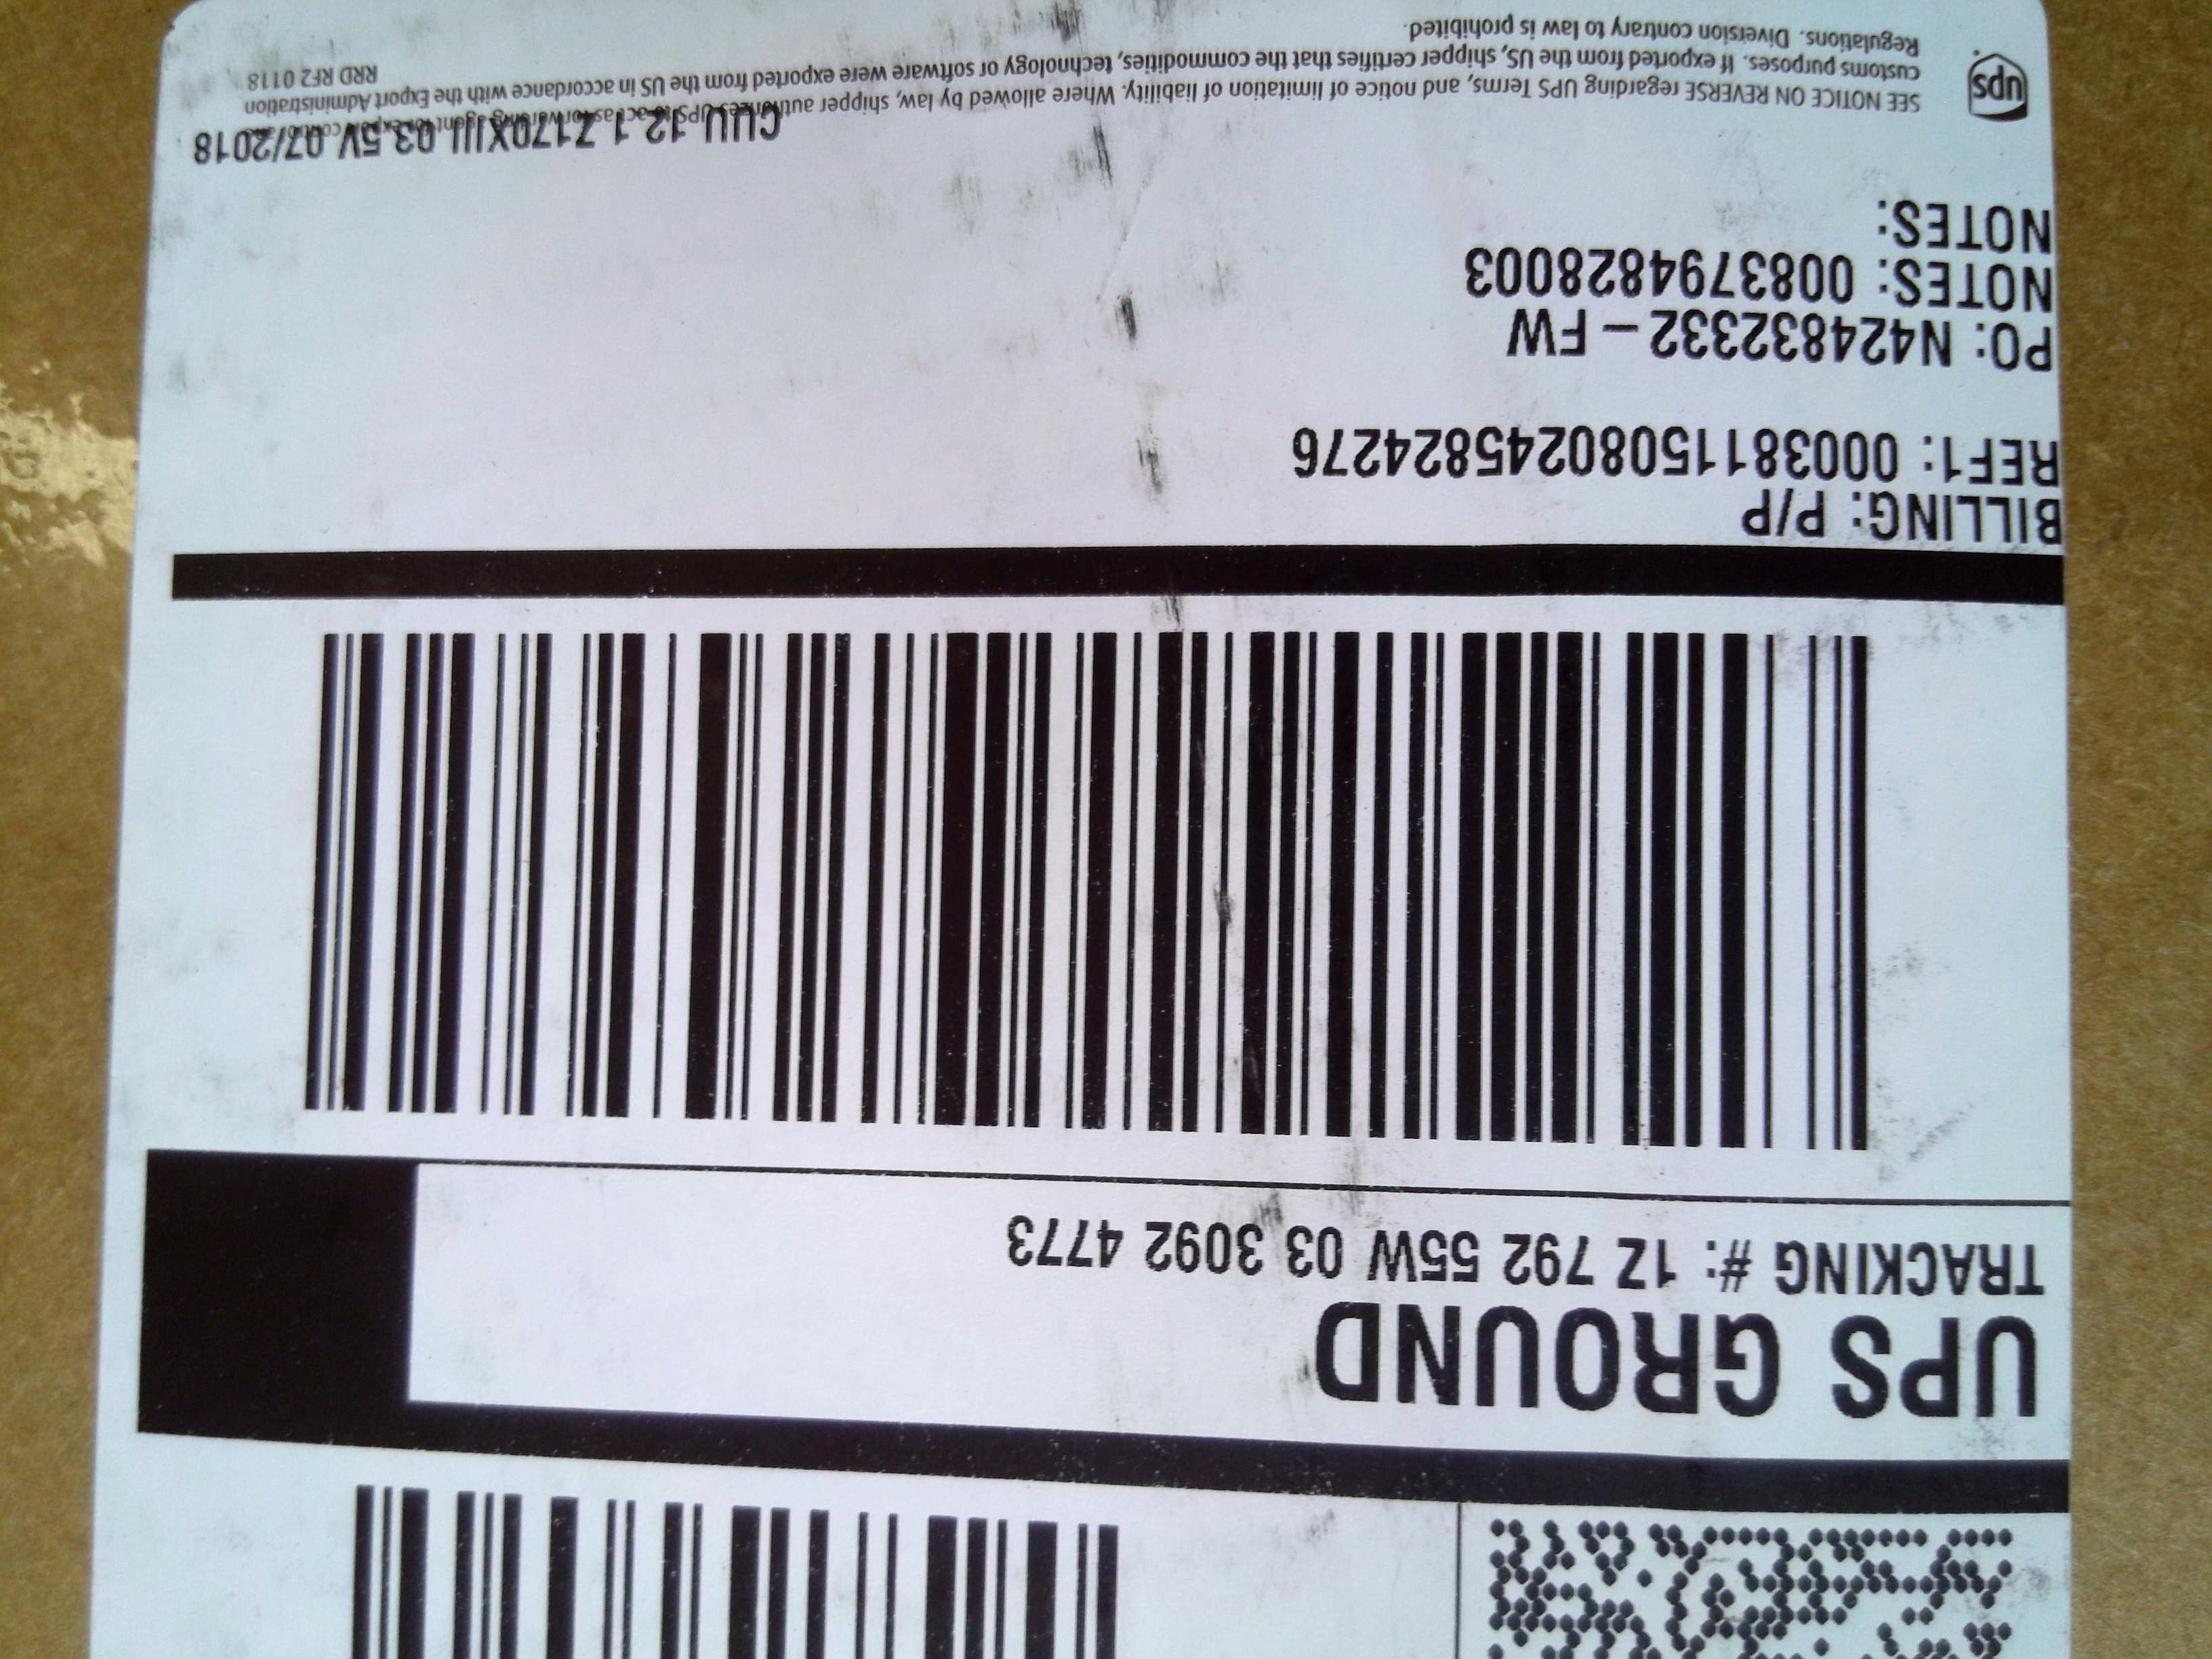 UPS GROUND
TRACKING #: 1Z 792 55W 03 3092 4773
BILLING: P/P
REF1: 00038115080245824276
PO: N424832332 – FW
NOTES: 0083794828003
NOTES:
CUU 12 1 Z170XIII 03.5V 07/2018
ups
SEE NOTICE ON REVERSE regarding UPS Terms, and notice of limitation of liability. Where allowed by law, shipper authorizes UPS to act as forwarding agent for export control and
customs purposes. If exported from the US, shipper certifies that the commodities, technology or software were exported from the US in accordance with the Export Administration
Regulations. Diversion contrary to law is prohibited.
RRD RF2 0118